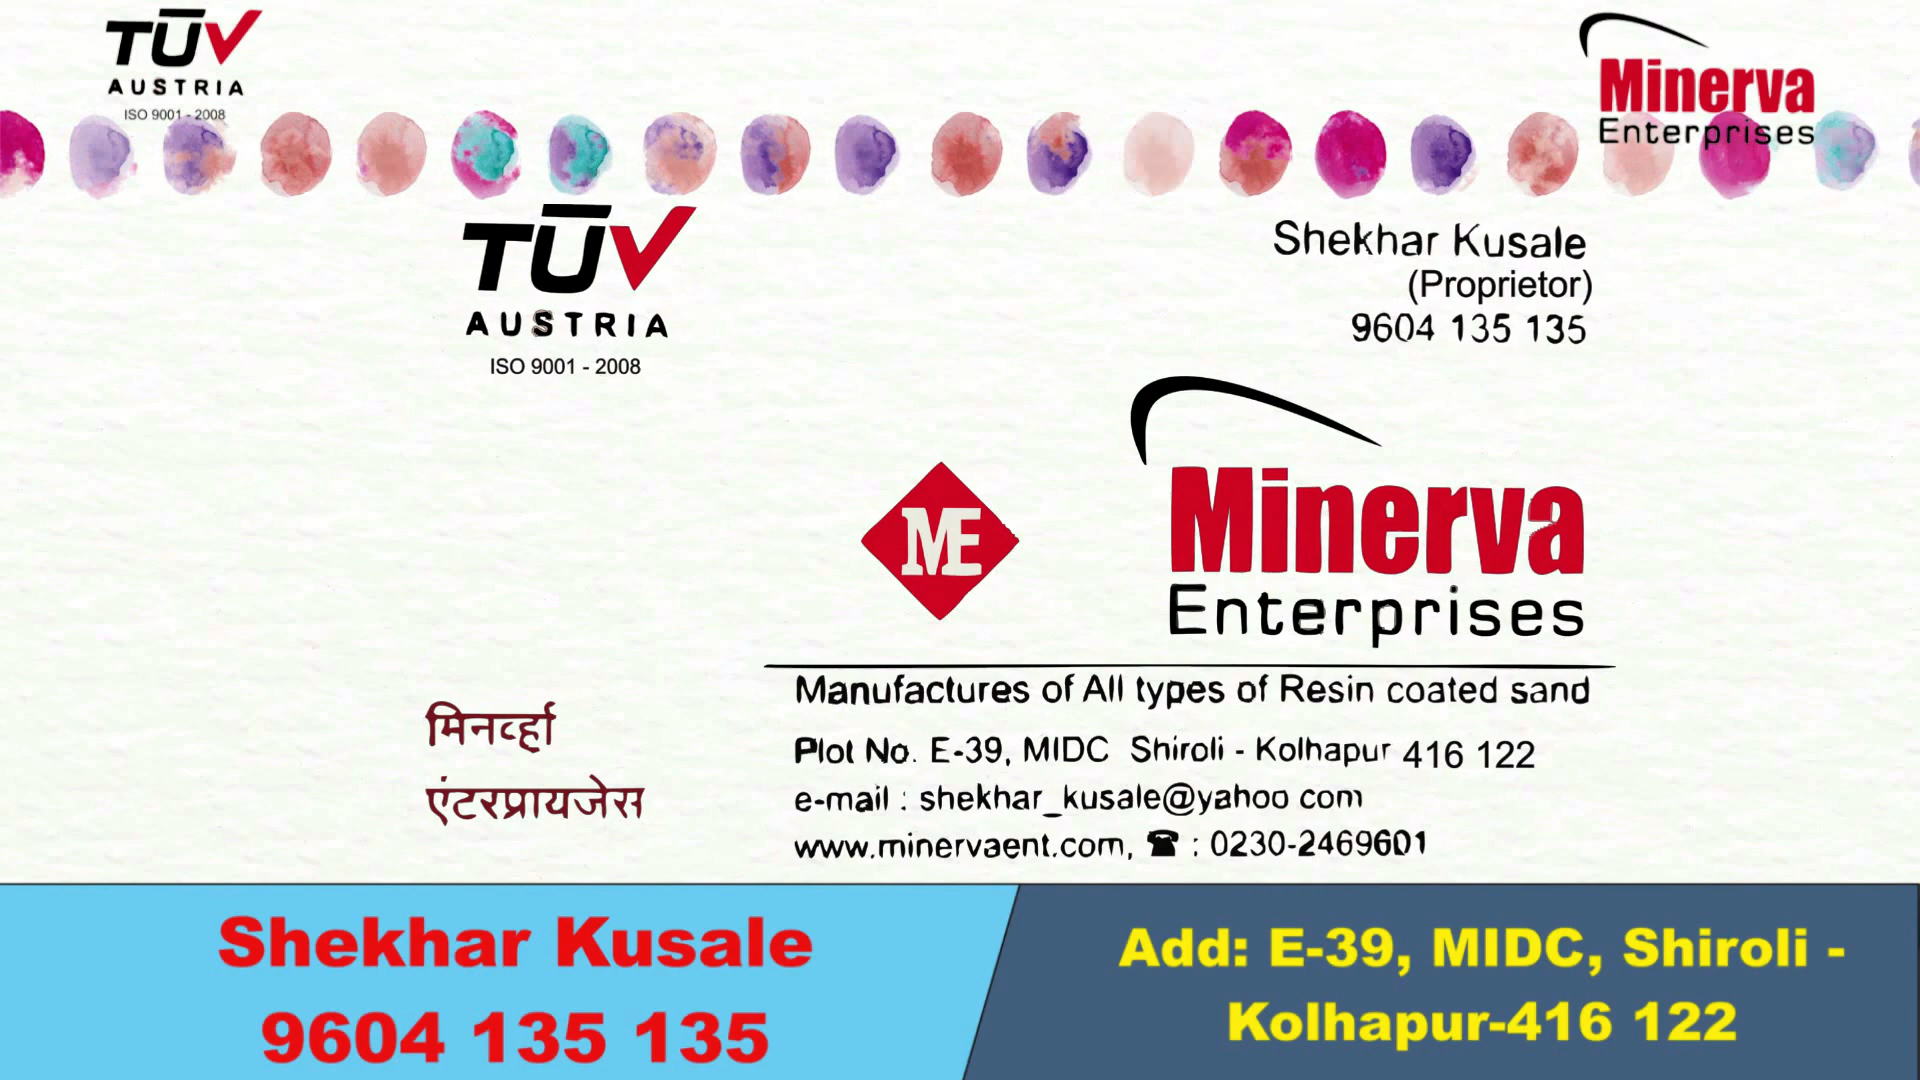 TÜV
AUSTRIA
ISO 9001 - 2008
Minerva
Enterprises
TÜV
AUSTRIA
ISO 9001 - 2008
Shekhar Kusale
(Proprietor)
9604 135 135
ME
Minerva
Enterprises
Manufactures of All types of Resin coated sand
Plot No. E-39, MIDC Shiroli - Kolhapur 416 122
e-mail : shekhar_kusale@yahoo com
www.minervaent.com, ☎ : 0230-2469601
मिनर्व्हा
एंटरप्रायजेस
Shekhar Kusale
9604 135 135
Add: E-39, MIDC, Shiroli -
Kolhapur-416 122